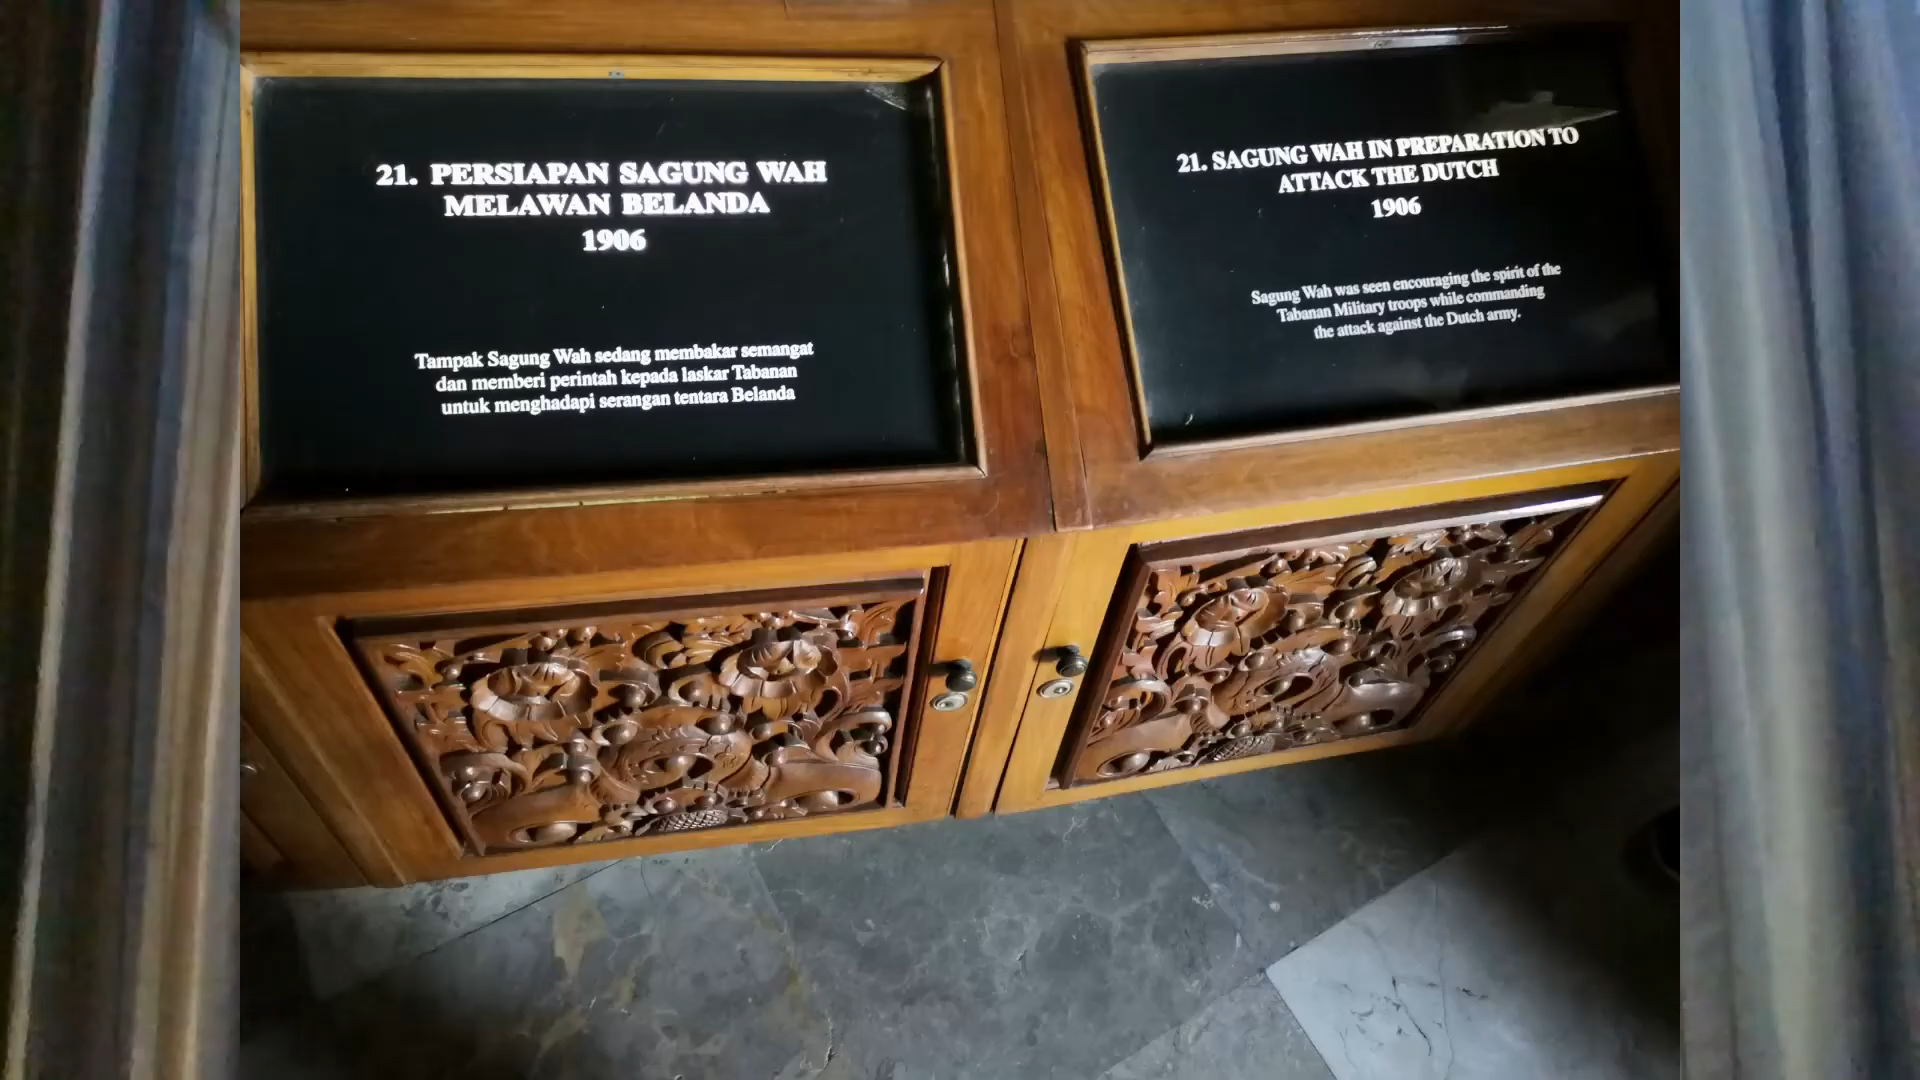 21. PERSIAPAN SAGUNG WAH
MELAWAN BELANDA
1906
Tampak Sagung Wah sedang membakar semangat
dan memberi perintah kepada laskar Tabanan
untuk menghadapi serangan tentara Belanda
21. SAGUNG WAH IN PREPARATION TO
ATTACK THE DUTCH
1906
Sagung Wah was seen encouraging the spirit of the
Tabanan Military troops while commanding
the attack against the Dutch army.